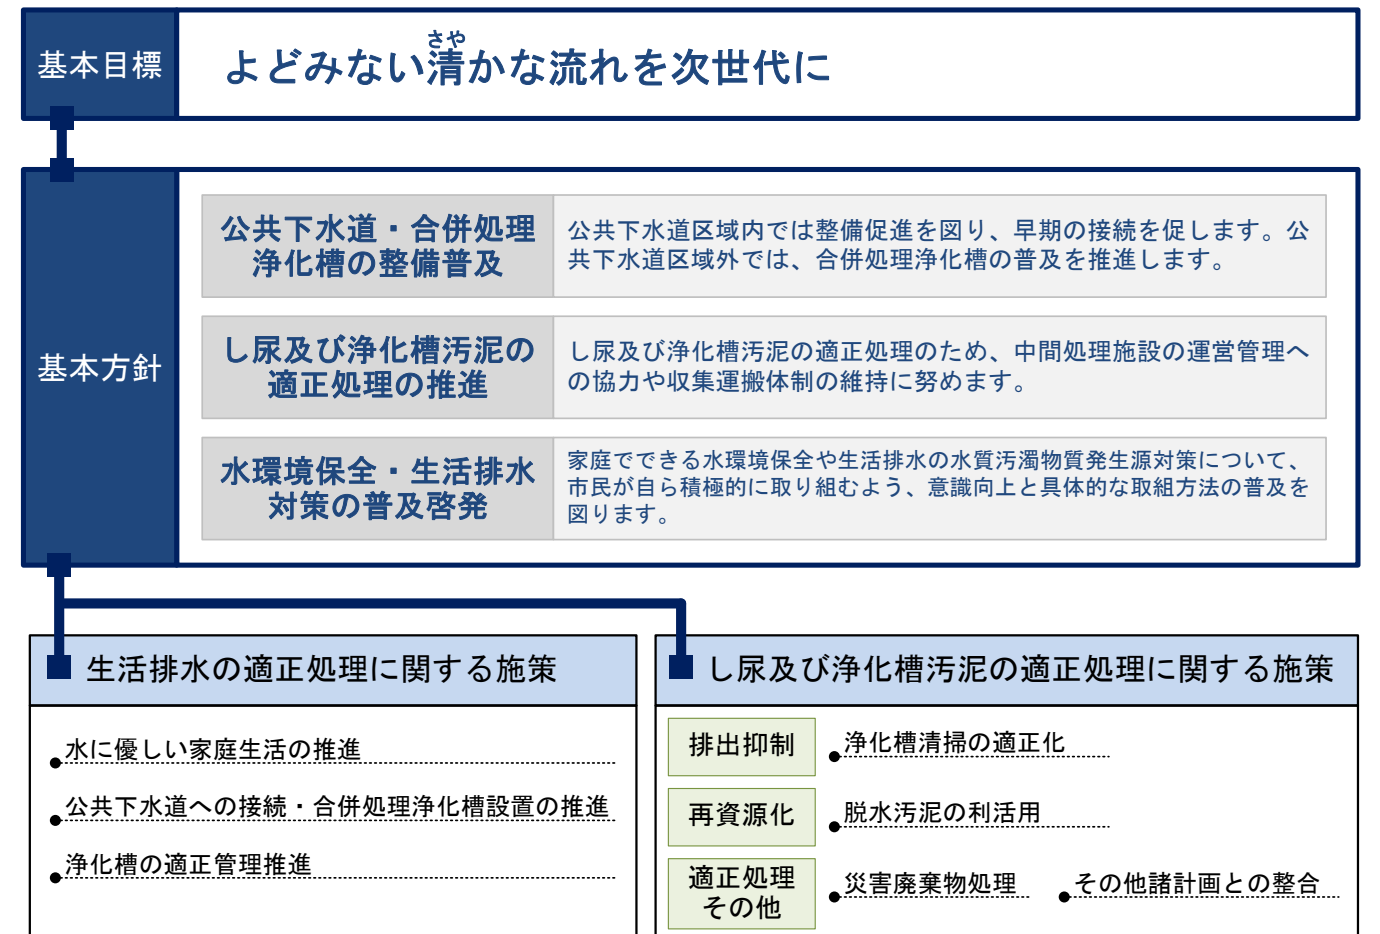 基本目標
さや
よどみない清かな流れを次世代に
基本方針
公共下水道・合併処理
浄化槽の整備普及
公共下水道区域内では整備促進を図り、早期の接続を促します。公
共下水道区域外では、合併処理浄化槽の普及を推進します。
し尿及び浄化槽汚泥の
適正処理の推進
し尿及び浄化槽汚泥の適正処理のため、中間処理施設の運営管理へ
の協力や収集運搬体制の維持に努めます。
水環境保全・生活排水
対策の普及啓発
家庭でできる水環境保全や生活排水の水質汚濁物質発生源対策について、
市民が自ら積極的に取り組むよう、意識向上と具体的な取組方法の普及を
図ります。
生活排水の適正処理に関する施策
水に優しい家庭生活の推進
公共下水道への接続・合併処理浄化槽設置の推進
浄化槽の適正管理推進
し尿及び浄化槽汚泥の適正処理に関する施策
排出抑制
浄化槽清掃の適正化
再資源化
脱水汚泥の利活用
適正処理
その他
災害廃棄物処理
その他諸計画との整合